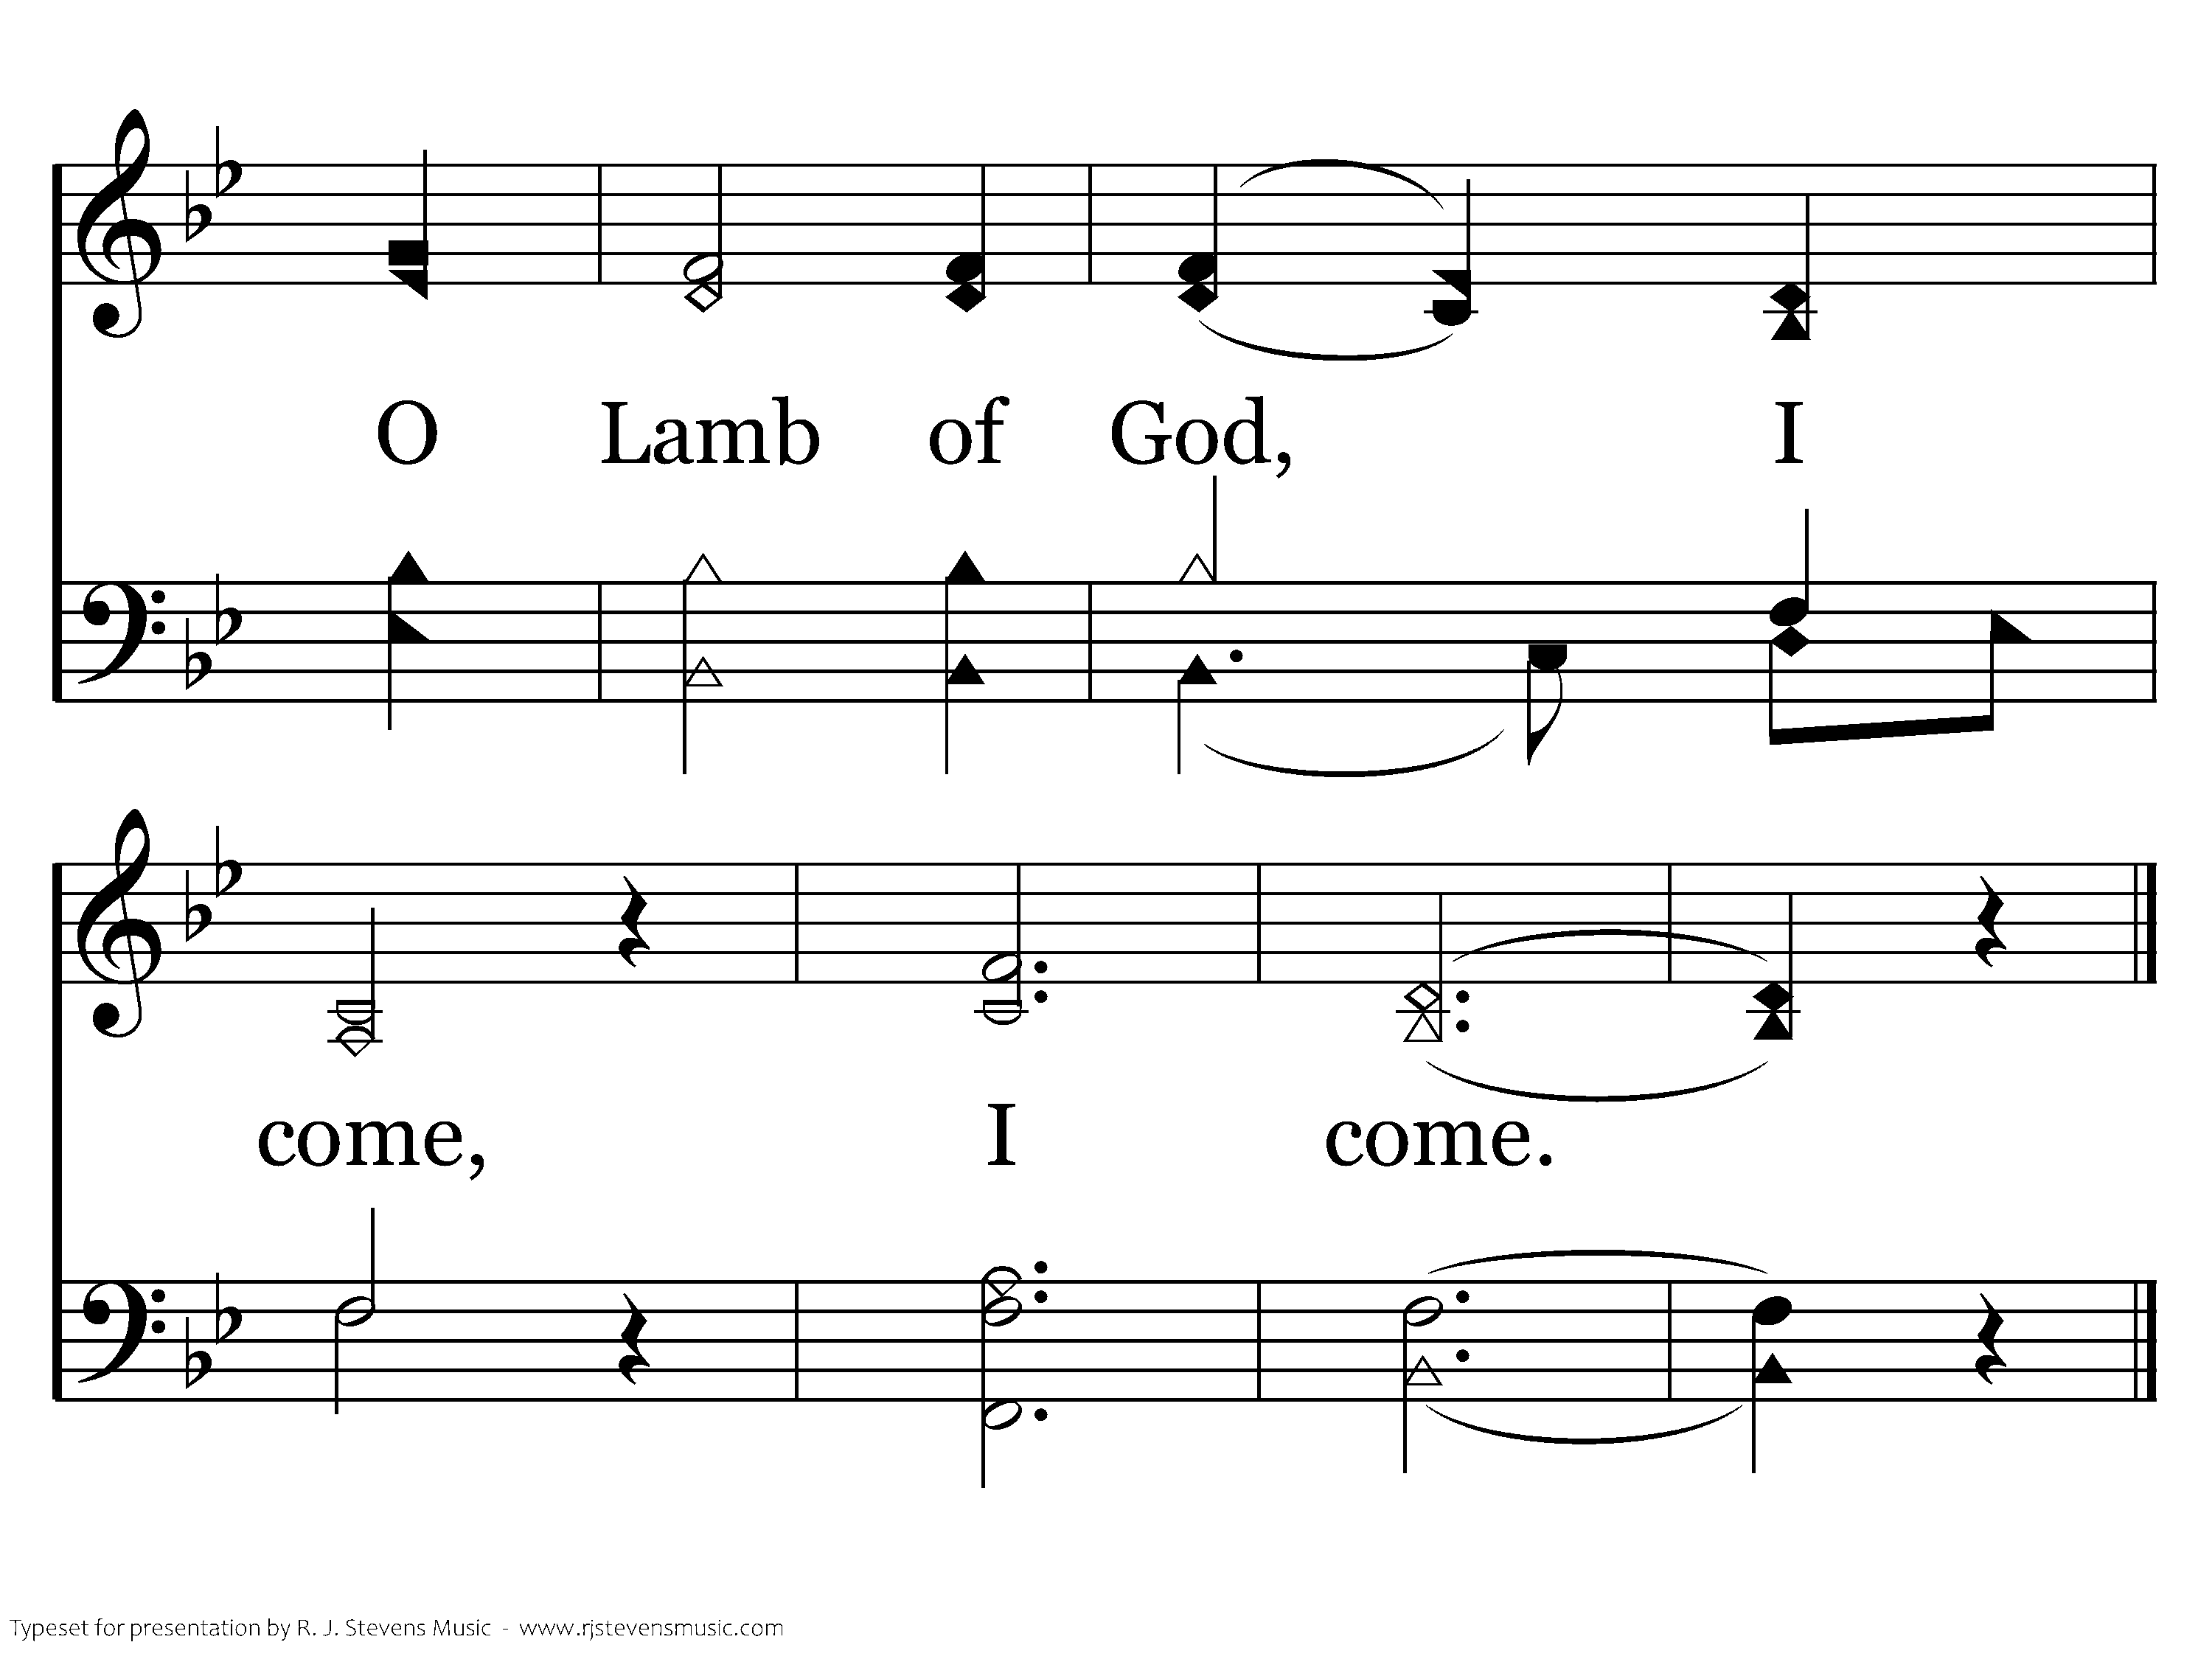 O Lamb of God, I
come, I come.
Typeset for presentation by R. J. Stevens Music - www.rjstevensmusic.com